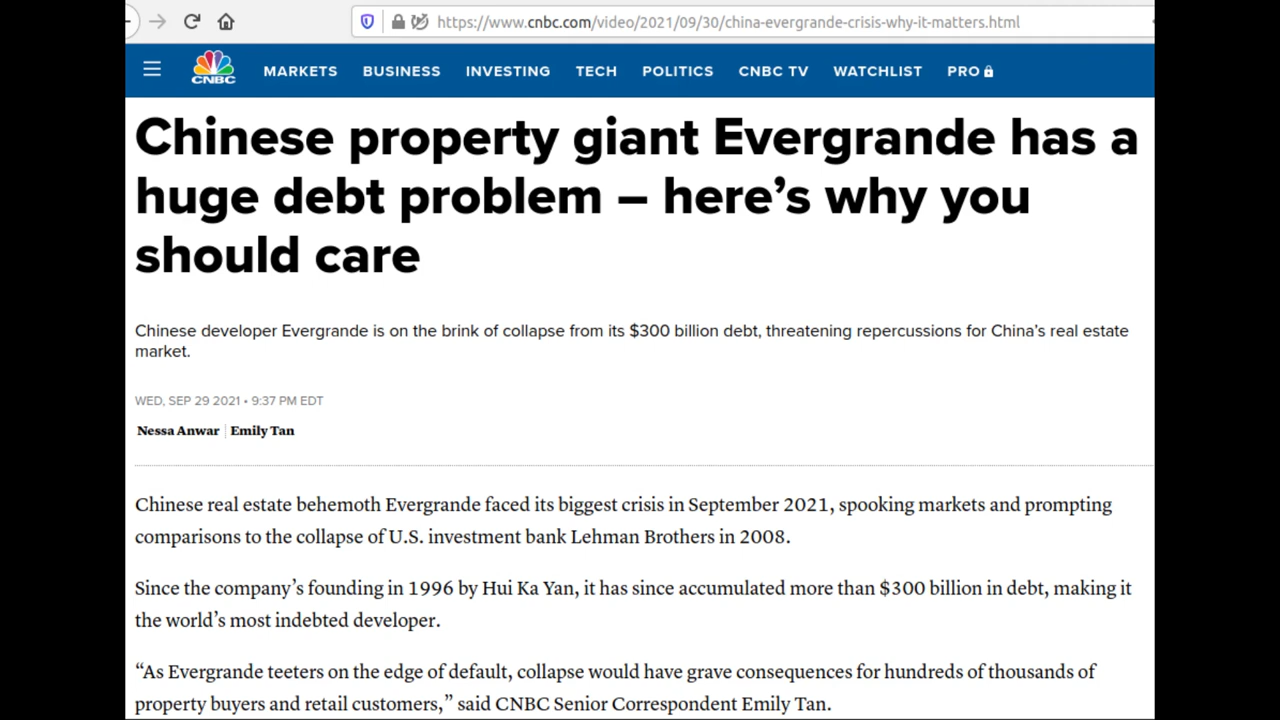 https://www.cnbc.com/video/2021/09/30/china-evergrande-crisis-why-it-matters.html
CNBC MARKETS BUSINESS INVESTING TECH POLITICS CNBC TV WATCHLIST PRO
Chinese property giant Evergrande has a
huge debt problem – here’s why you
should care
Chinese developer Evergrande is on the brink of collapse from its $300 billion debt, threatening repercussions for China’s real estate
market.
WED, SEP 29 2021 • 9:37 PM EDT
Nessa Anwar | Emily Tan
Chinese real estate behemoth Evergrande faced its biggest crisis in September 2021, spooking markets and prompting
comparisons to the collapse of U.S. investment bank Lehman Brothers in 2008.
Since the company’s founding in 1996 by Hui Ka Yan, it has since accumulated more than $300 billion in debt, making it
the world’s most indebted developer.
“As Evergrande teeters on the edge of default, collapse would have grave consequences for hundreds of thousands of
property buyers and retail customers,” said CNBC Senior Correspondent Emily Tan.